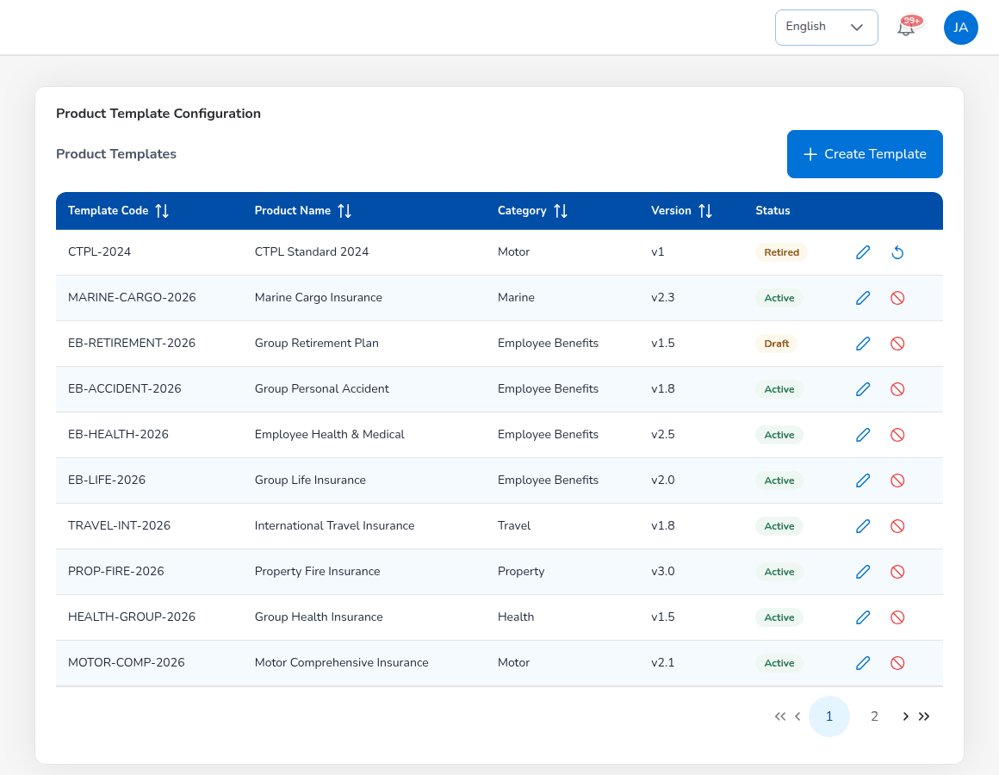 English
99+
JA
Product Template Configuration
Product Templates
Create Template
Template Code Product Name Category Version Status
CTPL-2024 CTPL Standard 2024 Motor v1 Retired
MARINE-CARGO-2026 Marine Cargo Insurance Marine v2.3 Active
EB-RETIREMENT-2026 Group Retirement Plan Employee Benefits v1.5 Draft
EB-ACCIDENT-2026 Group Personal Accident Employee Benefits v1.8 Active
EB-HEALTH-2026 Employee Health & Medical Employee Benefits v2.5 Active
EB-LIFE-2026 Group Life Insurance Employee Benefits v2.0 Active
TRAVEL-INT-2026 International Travel Insurance Travel v1.8 Active
PROP-FIRE-2026 Property Fire Insurance Property v3.0 Active
HEALTH-GROUP-2026 Group Health Insurance Health v1.5 Active
MOTOR-COMP-2026 Motor Comprehensive Insurance Motor v2.1 Active
1 2